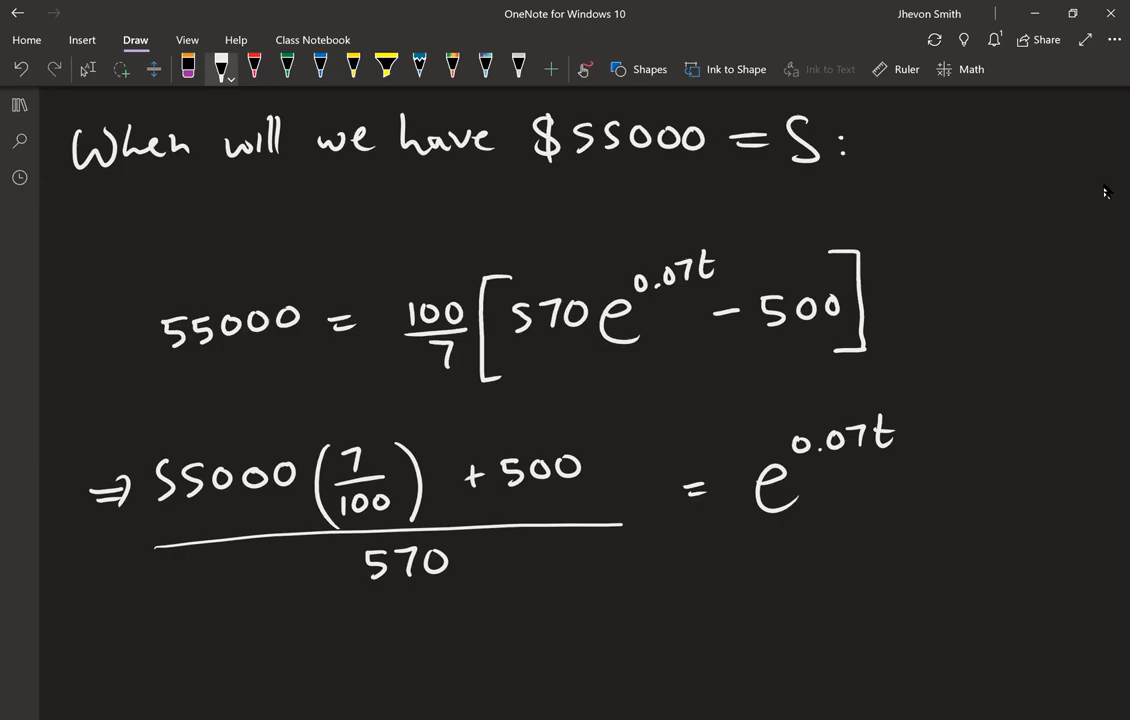 OneNote for Windows 10
Jhevon Smith
Home Insert Draw View Help Class Notebook
Share
Shapes Ink to Shape Ink to Text Ruler Math
When will we have $55000 = S:
55000 = 100/7 [570e^0.07t - 500]
⇒ 55000(7/100) + 500 / 570 = e^0.07t